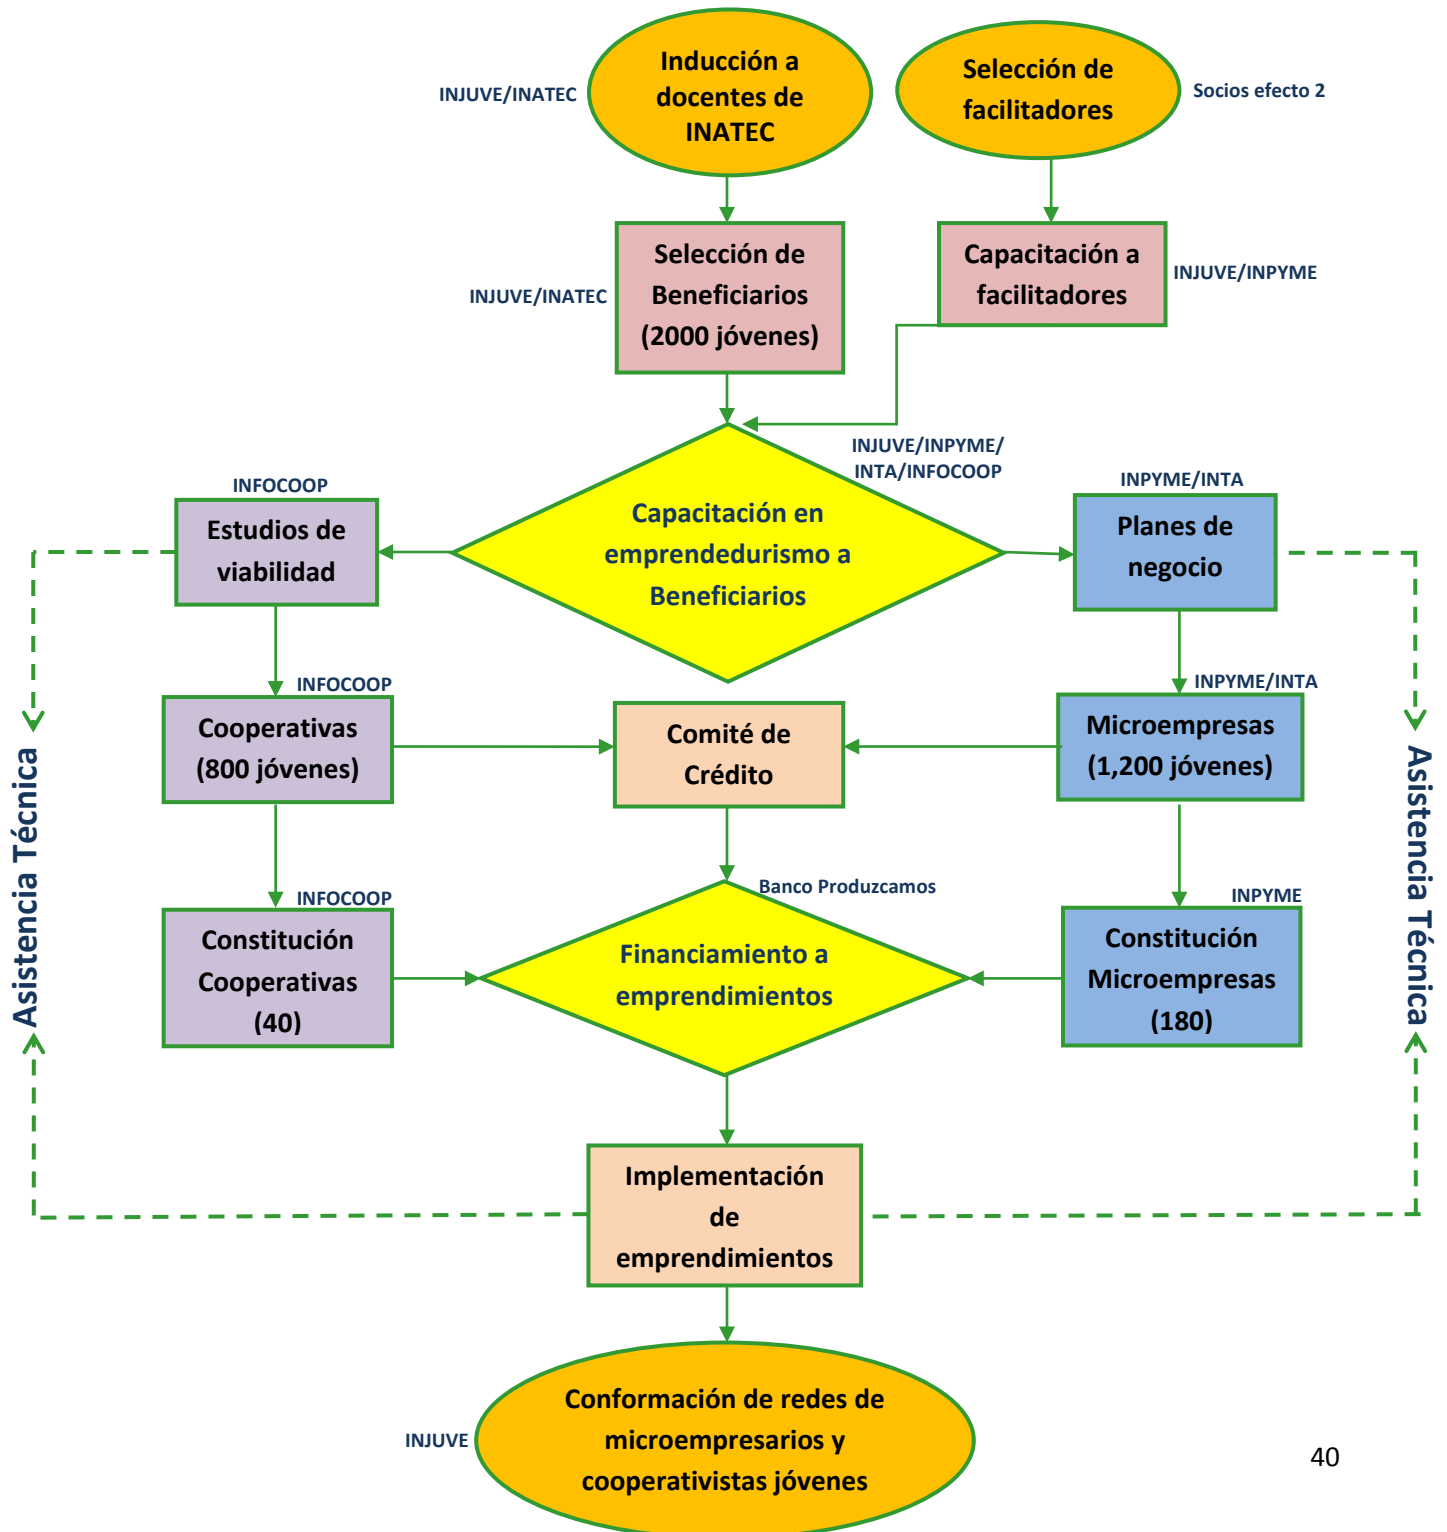 INJUVE/INATEC
Inducción a
docentes de
INATEC
Selección de
facilitadores
Socios efecto 2
INJUVE/INATEC
Selección de
Beneficiarios
(2000 jóvenes)
Capacitación a
facilitadores
INJUVE/INPYME
INJUVE/INPYME/
INTA/INFOCOOP
Capacitación en
emprendedurismo a
Beneficiarios
INFOCOOP
Estudios de
viabilidad
INPYME/INTA
Planes de
negocio
INFOCOOP
Cooperativas
(800 jóvenes)
Comité de
Crédito
INPYME/INTA
Microempresas
(1,200 jóvenes)
Asistencia Técnica
Asistencia Técnica
INFOCOOP
Constitución
Cooperativas
(40)
Banco Produzcamos
Financiamiento a
emprendimientos
INPYME
Constitución
Microempresas
(180)
Implementación
de
emprendimientos
INJUVE
Conformación de redes de
microempresarios y
cooperativistas jóvenes
40